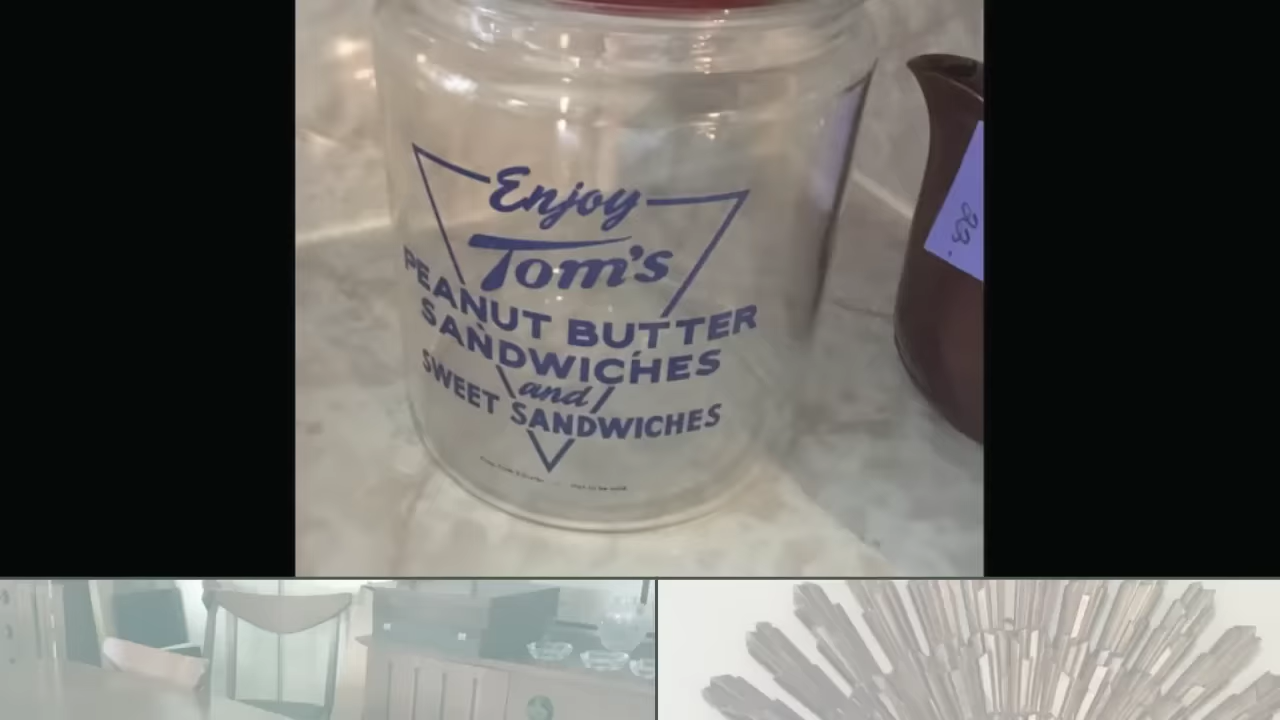 Enjoy
Tom's
PEANUT BUTTER
SANDWICHES
and
SWEET SANDWICHES